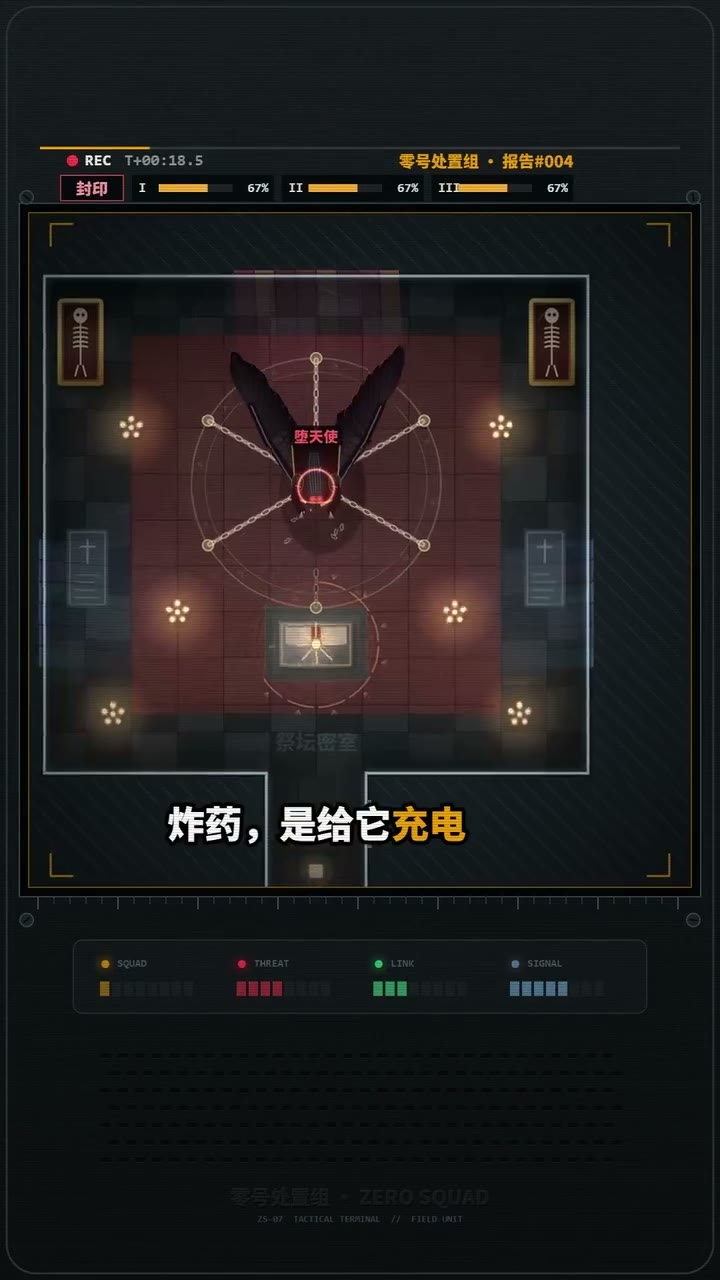 REC T+00:18.5 零号处置组 · 报告#004
封印 I 67% II 67% III 67%
堕天使
祭坛密室
炸药，是给它充电
SQUAD THREAT LINK SIGNAL
零号处置组 · ZERO SQUAD
ZS-07 TACTICAL TERMINAL // FIELD UNIT